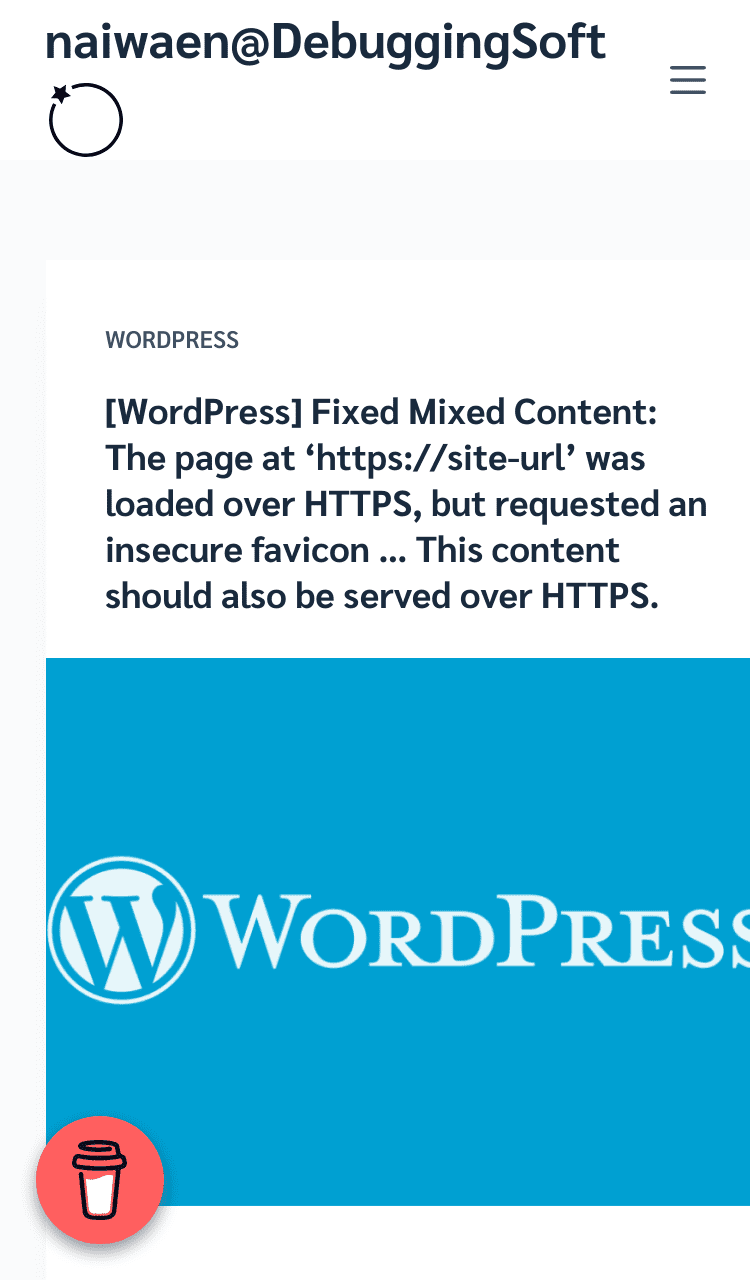 naiwaen@DebuggingSoft
WORDPRESS
[WordPress] Fixed Mixed Content:
The page at ‘https://site-url’ was
loaded over HTTPS, but requested an
insecure favicon ... This content
should also be served over HTTPS.
WORDPRESS